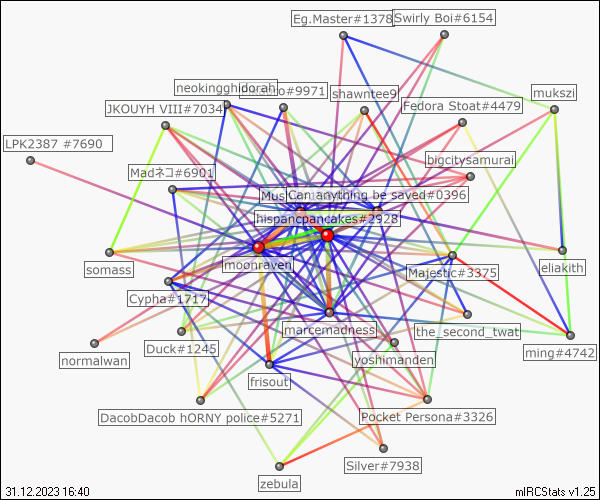 Eg.Master#1378
Swirly Boi#6154
neokingghidorah
#9971
shawntee9
mukszi
JKOUYH VIII#7034
Fedora Stoat#4479
LPK2387 #7690
bigcitysamurai
Madネコ#6901
Mus
Can anything be saved#0396
hispancpancakes#2928
moonraven
somass
Majestic#3375
eliakith
Cypha#1717
marcemadness
the_second_twat
normalwan
Duck#1245
yoshimanden
ming#4742
frisout
DacobDacob hORNY police#5271
Pocket Persona#3326
Silver#7938
zebula
31.12.2023 16:40
mIRCStats v1.25